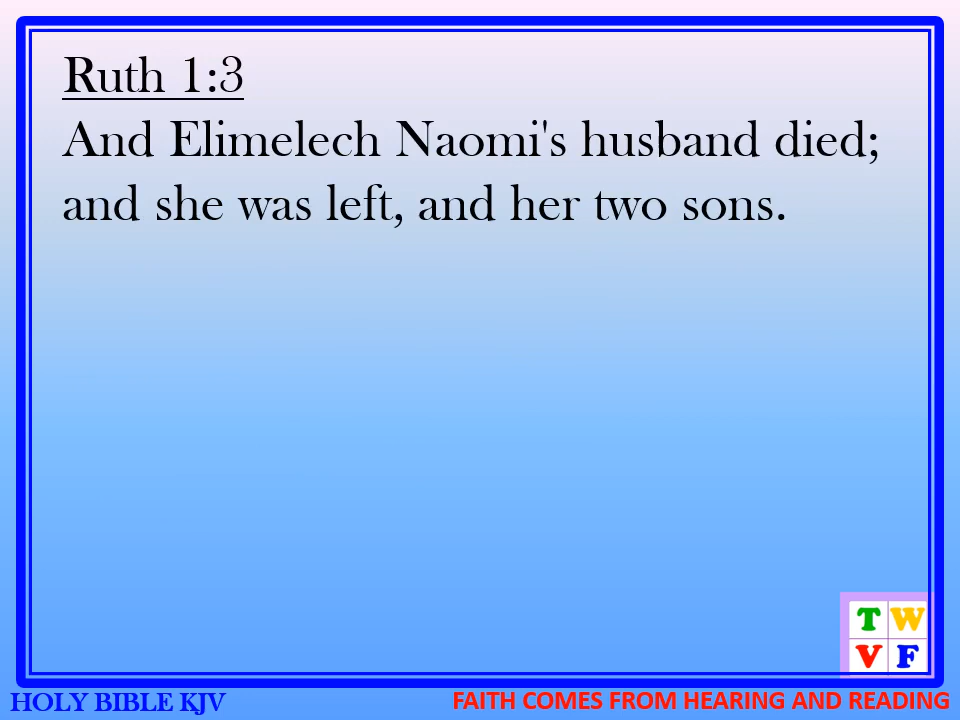 Ruth 1:3
And Elimelech Naomi's husband died;
and she was left, and her two sons.
T W
V F
HOLY BIBLE KJV
FAITH COMES FROM HEARING AND READING